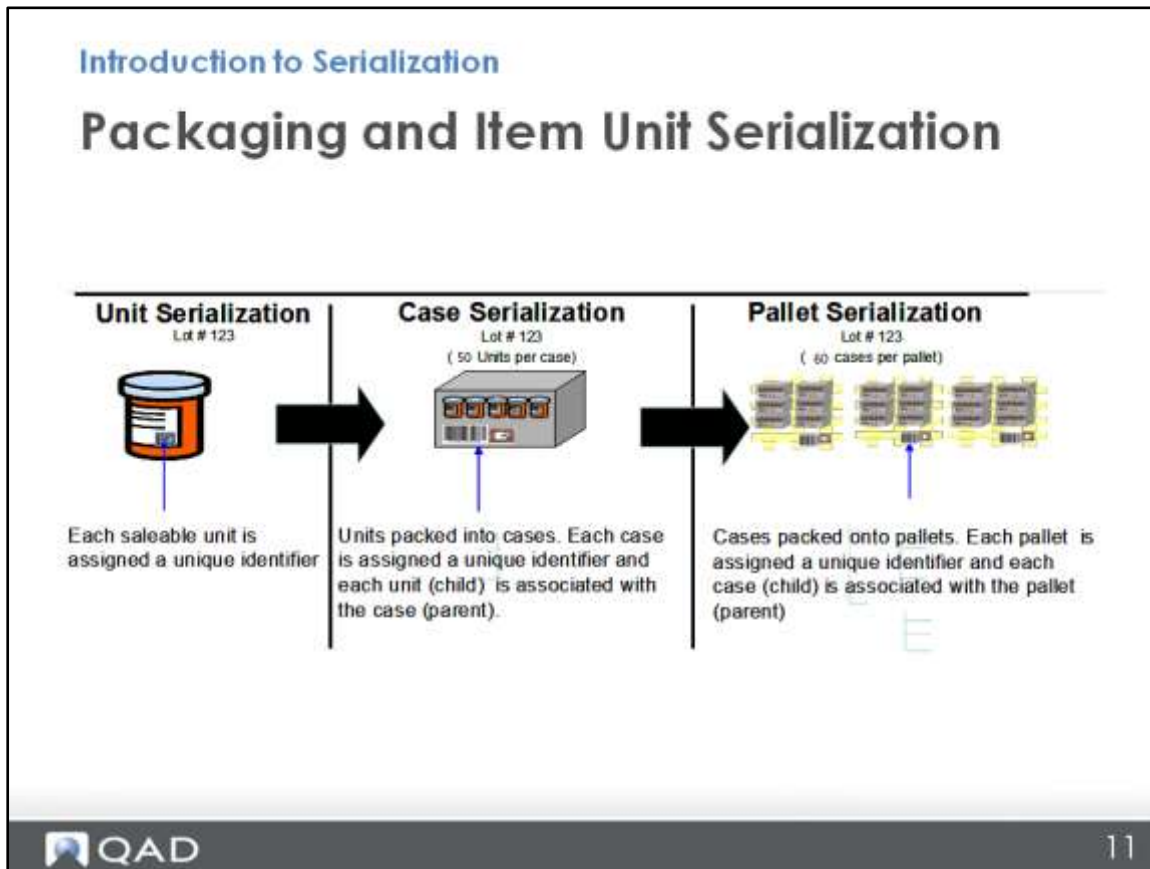 Introduction to Serialization
Packaging and Item Unit Serialization
Unit Serialization
Lot # 123
Case Serialization
Lot # 123
( 50 Units per case)
Pallet Serialization
Lot # 123
( 60 cases per pallet)
Each saleable unit is
assigned a unique identifier
Units packed into cases. Each case
is assigned a unique identifier and
each unit (child) is associated with
the case (parent).
Cases packed onto pallets. Each pallet is
assigned a unique identifier and each
case (child) is associated with the pallet
(parent)
QAD
11